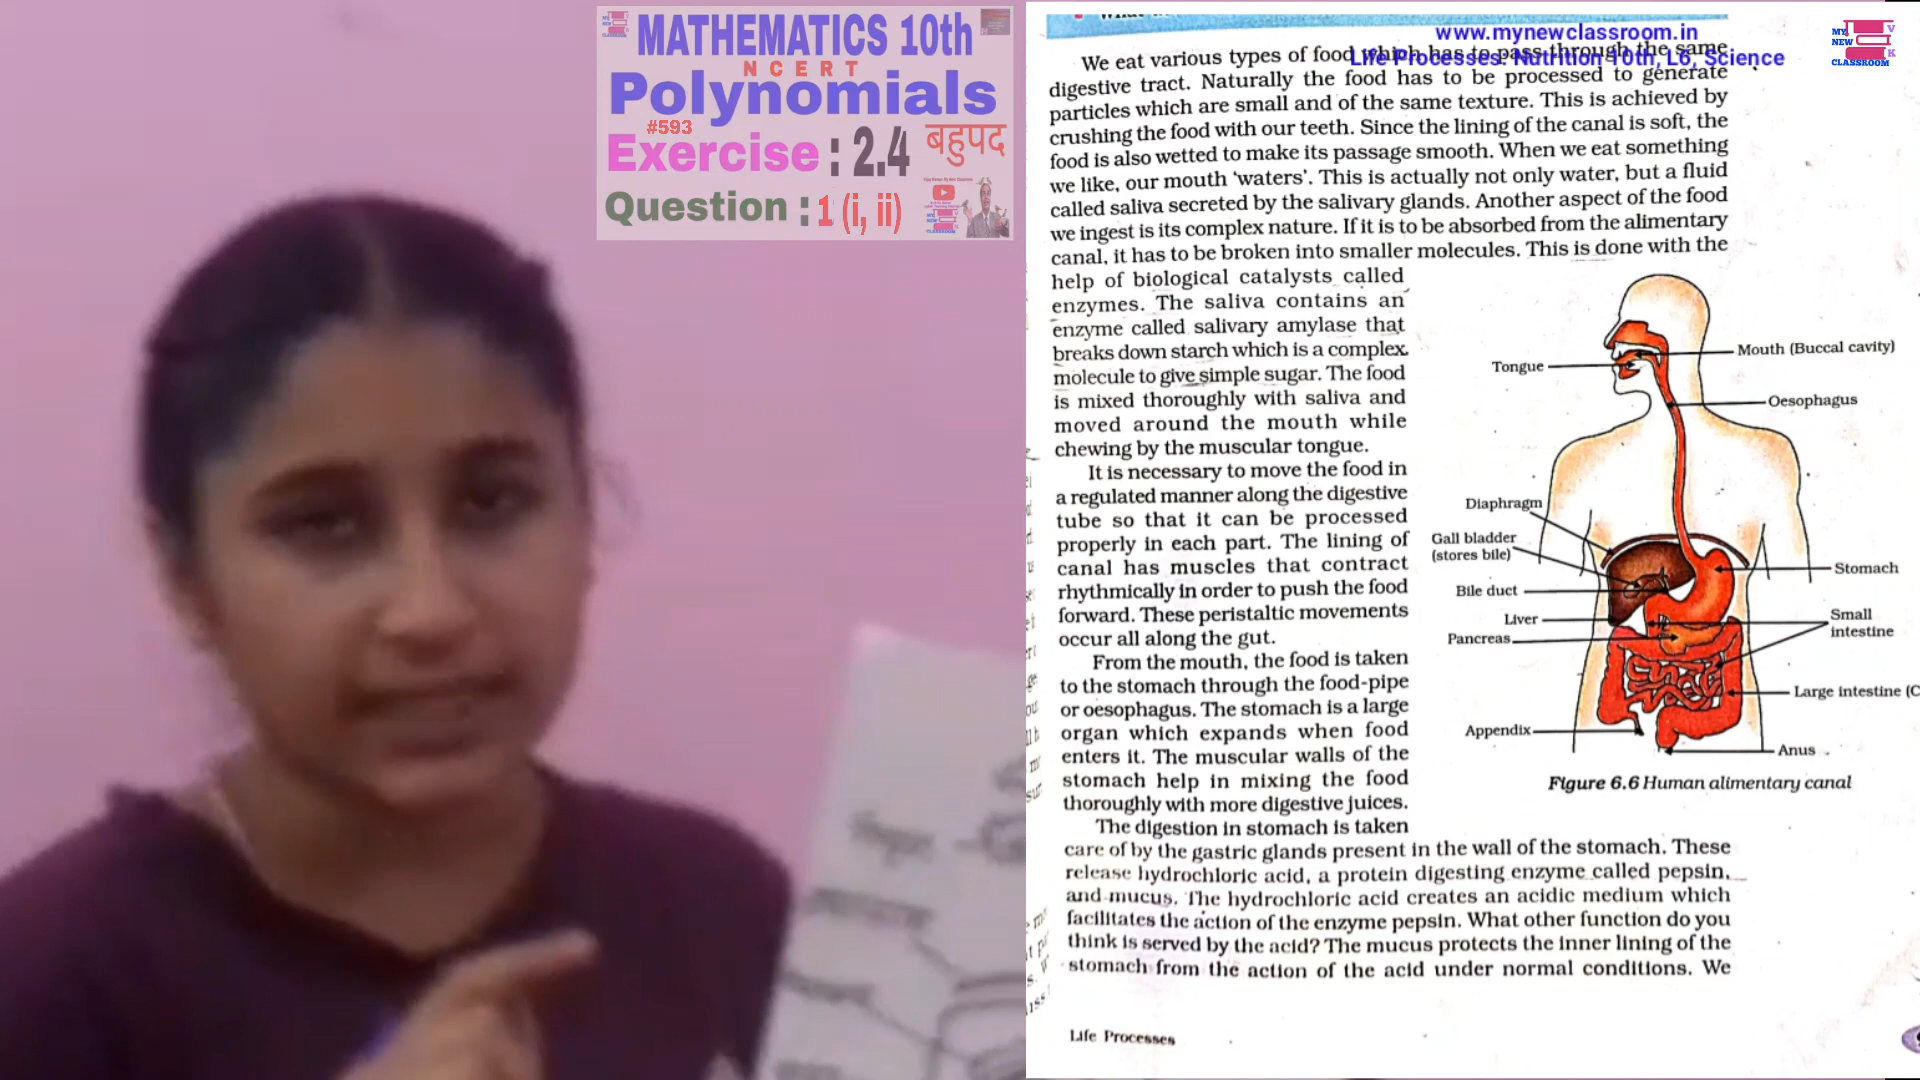 MATHEMATICS 10th
NCERT
Polynomials
#593
Exercise : 2.4 बहुपद
Question : 1 (i, ii)
www.mynewclassroom.in
Life Processes: Nutrition 10th, L6, Science
MY NEW CLASSROOM
V
K
We eat various types of food which has to pass through the same
digestive tract. Naturally the food has to be processed to generate
particles which are small and of the same texture. This is achieved by
crushing the food with our teeth. Since the lining of the canal is soft, the
food is also wetted to make its passage smooth. When we eat something
we like, our mouth ‘waters’. This is actually not only water, but a fluid
called saliva secreted by the salivary glands. Another aspect of the food
we ingest is its complex nature. If it is to be absorbed from the alimentary
canal, it has to be broken into smaller molecules. This is done with the
help of biological catalysts called
enzymes. The saliva contains an
enzyme called salivary amylase that
breaks down starch which is a complex
molecule to give simple sugar. The food
is mixed thoroughly with saliva and
moved around the mouth while
chewing by the muscular tongue.
It is necessary to move the food in
a regulated manner along the digestive
tube so that it can be processed
properly in each part. The lining of
canal has muscles that contract
rhythmically in order to push the food
forward. These peristaltic movements
occur all along the gut.
From the mouth, the food is taken
to the stomach through the food-pipe
or oesophagus. The stomach is a large
organ which expands when food
enters it. The muscular walls of the
stomach help in mixing the food
thoroughly with more digestive juices.
The digestion in stomach is taken
care of by the gastric glands present in the wall of the stomach. These
release hydrochloric acid, a protein digesting enzyme called pepsin,
and mucus. The hydrochloric acid creates an acidic medium which
facilitates the action of the enzyme pepsin. What other function do you
think is served by the acid? The mucus protects the inner lining of the
stomach from the action of the acid under normal conditions. We
Tongue
Mouth (Buccal cavity)
Oesophagus
Diaphragm
Gall bladder
(stores bile)
Bile duct
Liver
Pancreas
Stomach
Small
intestine
Large intestine (C
Appendix
Anus
Figure 6.6 Human alimentary canal
Life Processes